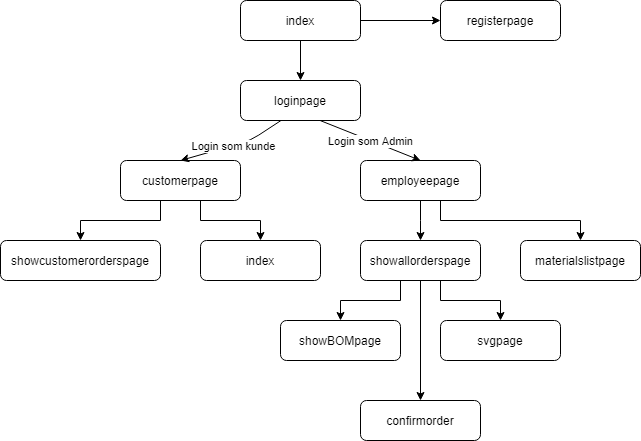 index
registerpage
loginpage
Login som kunde
Login som Admin
customerpage
employeepage
showcustomerorderspage
index
showallorderspage
materialslistpage
showBOMpage
svgpage
confirmorder